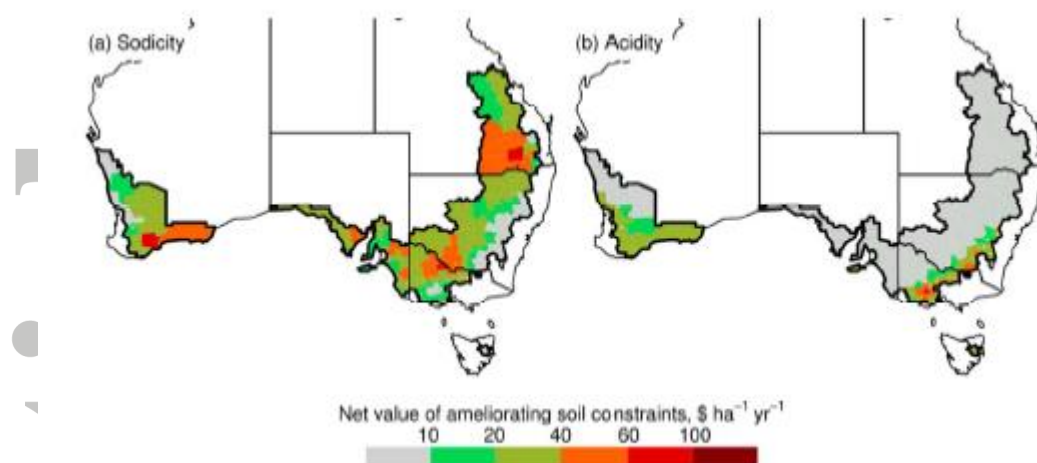 (a) Sodicity
(b) Acidity
Net value of ameliorating soil constraints, $ ha⁻¹ yr⁻¹
10 20 40 60 100